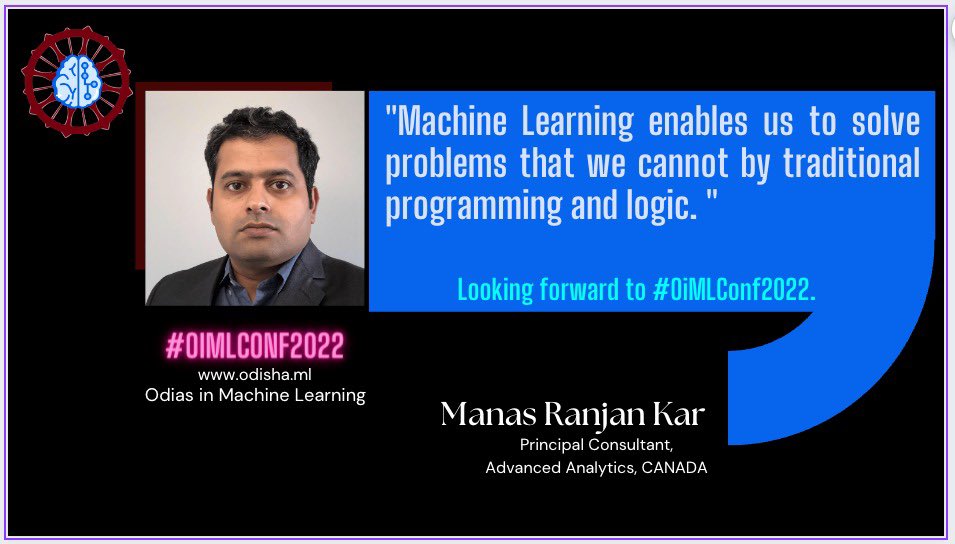 "Machine Learning enables us to solve
problems that we cannot by traditional
programming and logic. "
Looking forward to #OiMLConf2022.
#OIMLCONF2022
www.odisha.ml
Odias in Machine Learning
Manas Ranjan Kar
Principal Consultant,
Advanced Analytics, CANADA